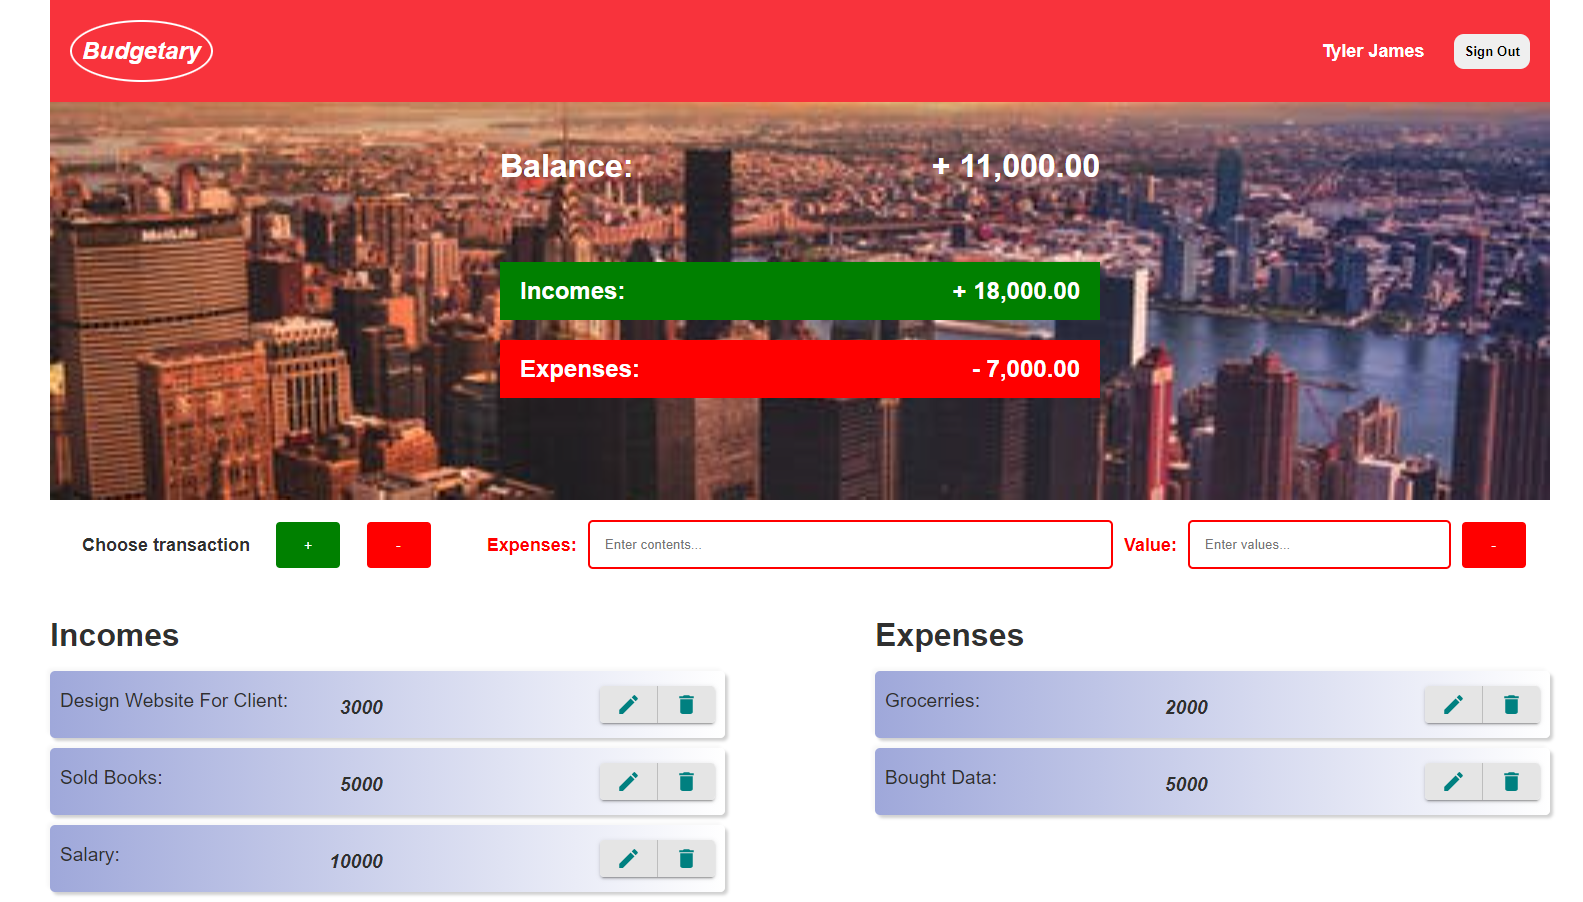 Budgetary
Tyler James
Sign Out
Balance: + 11,000.00
MetLife
Incomes: + 18,000.00
Expenses: - 7,000.00
Choose transaction + - Expenses: Enter contents... Value: Enter values... -
Incomes
Design Website For Client: 3000
Sold Books: 5000
Salary: 10000
Expenses
Grocerries: 2000
Bought Data: 5000